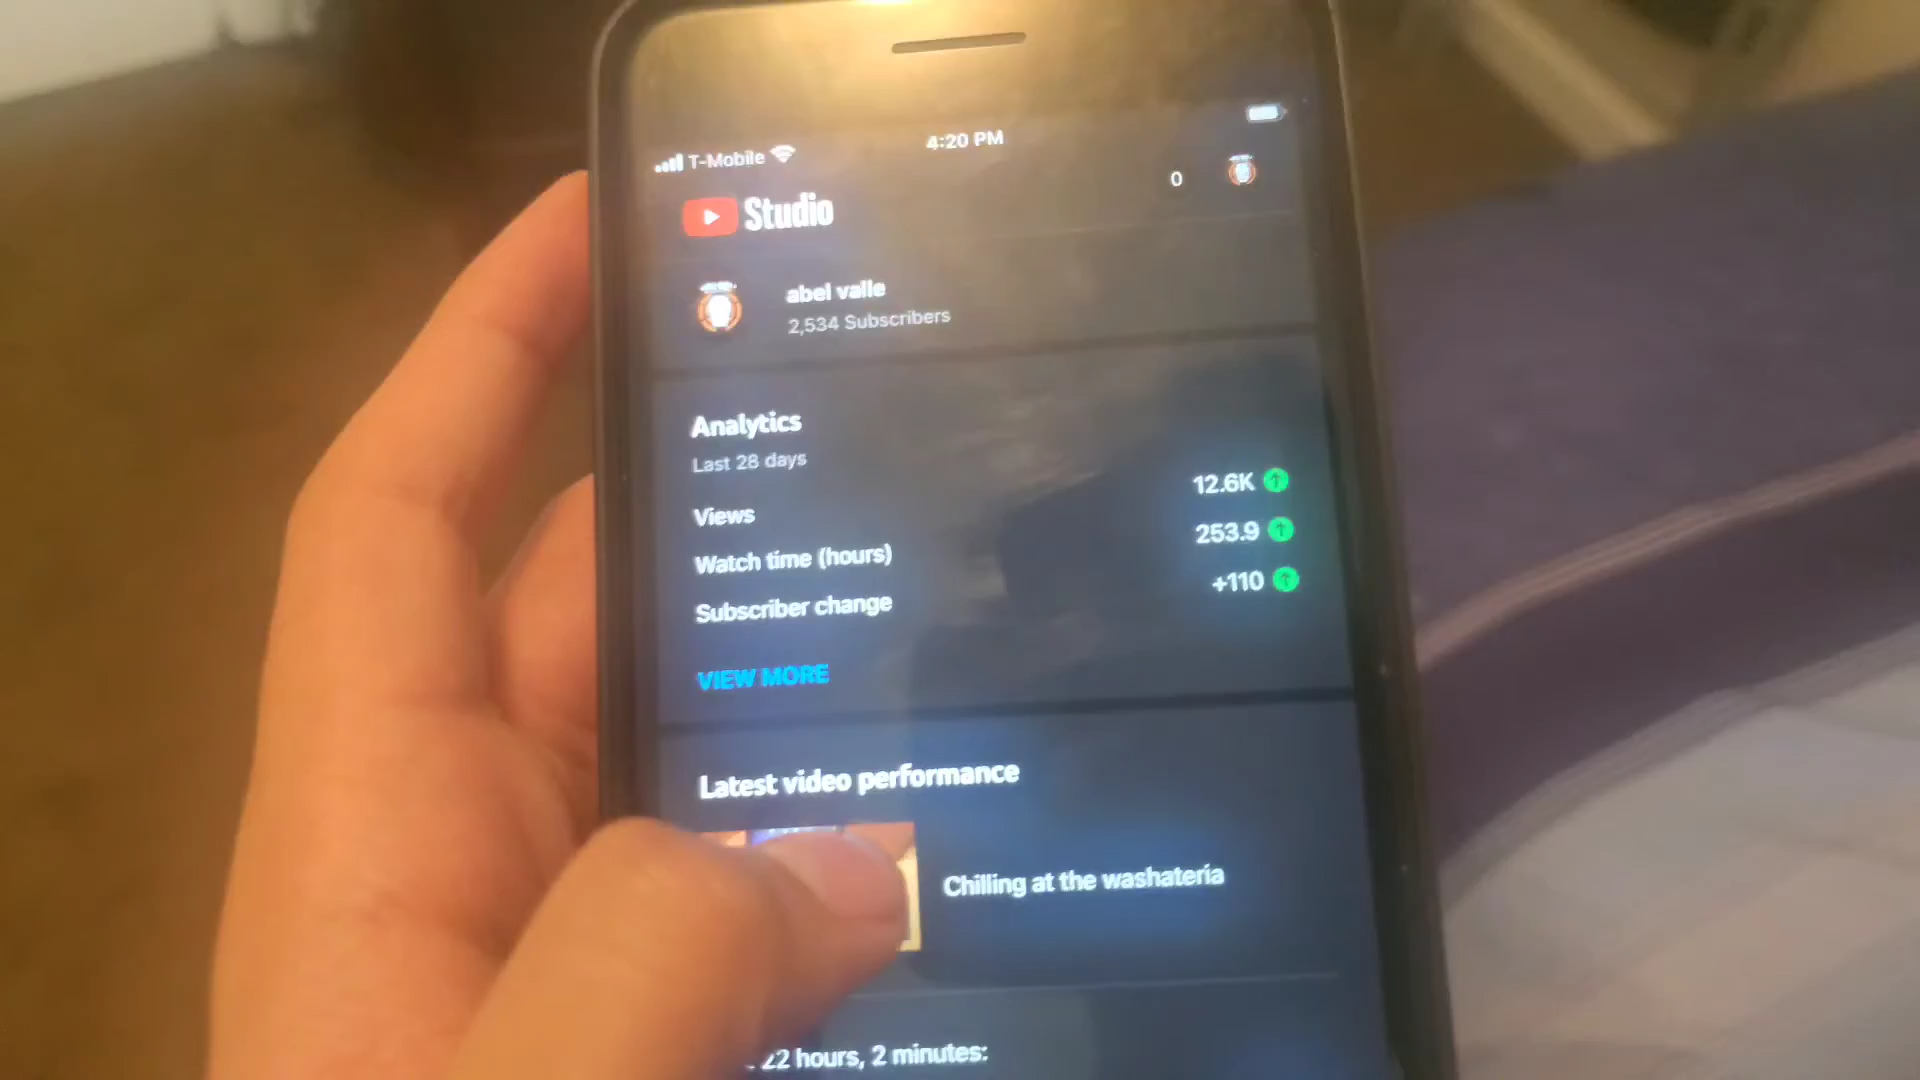 T-Mobile 4:20 PM
0
Studio
abel valle
2,534 Subscribers
Analytics
Last 28 days
Views 12.6K
Watch time (hours) 253.9
Subscriber change +110
VIEW MORE
Latest video performance
Chilling at the washateria
22 hours, 2 minutes: